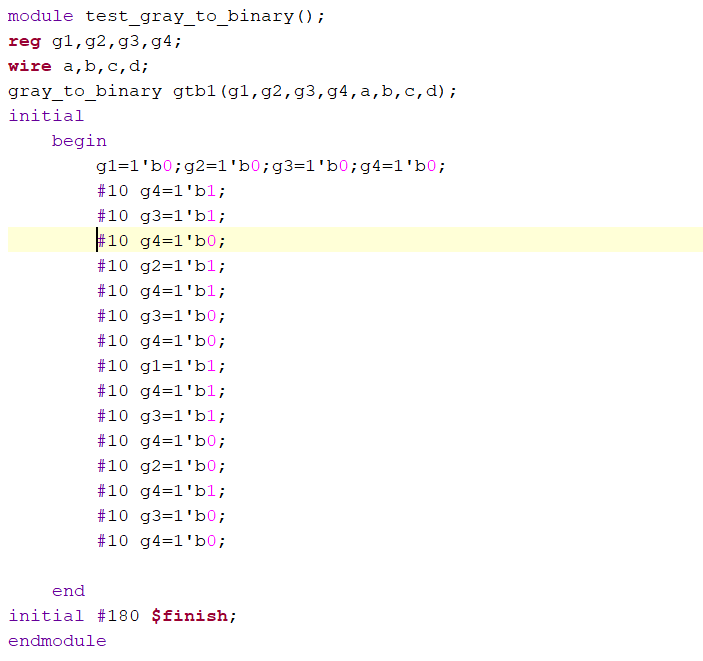 module test_gray_to_binary();
reg g1,g2,g3,g4;
wire a,b,c,d;
gray_to_binary gtb1(g1,g2,g3,g4,a,b,c,d);
initial
begin
g1=1'b0;g2=1'b0;g3=1'b0;g4=1'b0;
#10 g4=1'b1;
#10 g3=1'b1;
#10 g4=1'b0;
#10 g2=1'b1;
#10 g4=1'b1;
#10 g3=1'b0;
#10 g4=1'b0;
#10 g1=1'b1;
#10 g4=1'b1;
#10 g3=1'b1;
#10 g4=1'b0;
#10 g2=1'b0;
#10 g4=1'b1;
#10 g3=1'b0;
#10 g4=1'b0;
end
initial #180 $finish;
endmodule